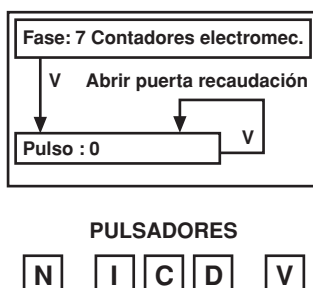 Fase: 7 Contadores electromec.
V Abrir puerta recaudación
Pulso : 0 V
PULSADORES
N I C D V